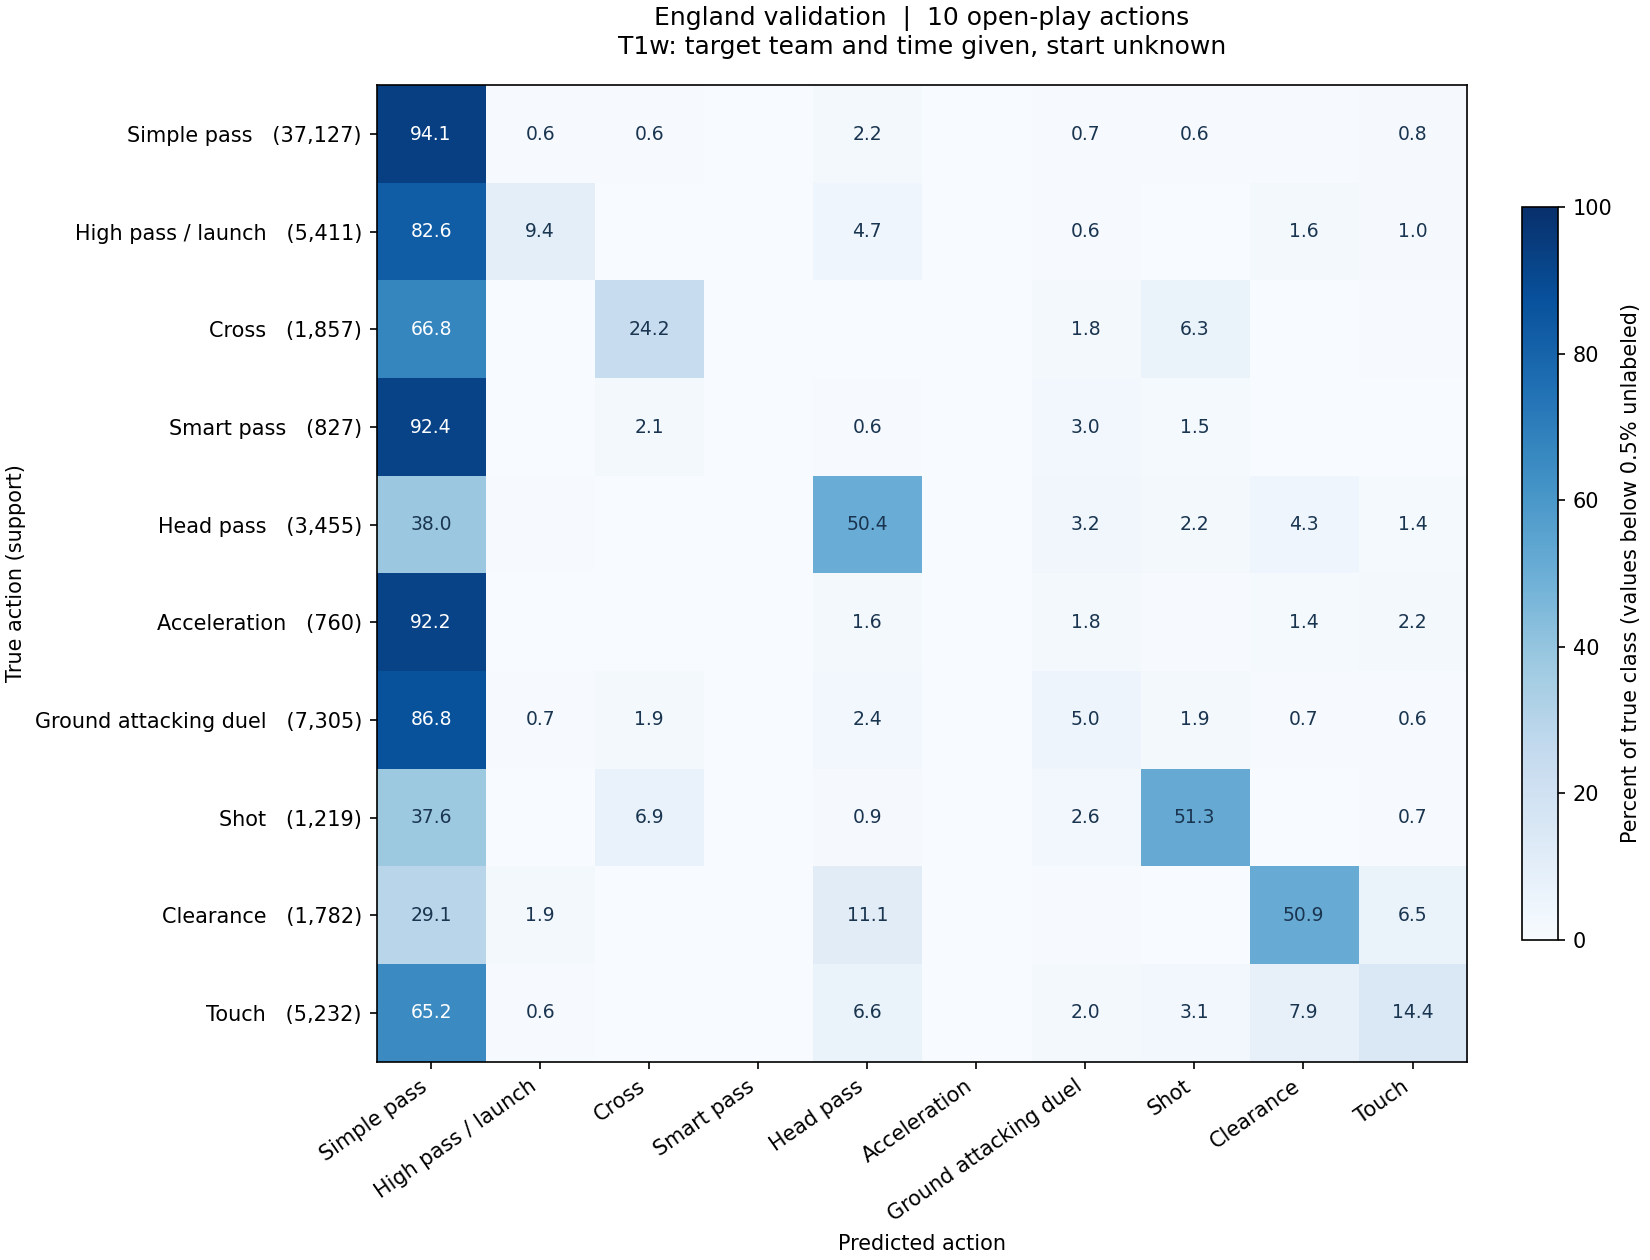 England validation | 10 open-play actions
T1w: target team and time given, start unknown
True action (support)
Simple pass (37,127) 94.1 0.6 0.6 2.2 0.7 0.6 0.8
High pass / launch (5,411) 82.6 9.4 4.7 0.6 1.6 1.0
Cross (1,857) 66.8 24.2 1.8 6.3
Smart pass (827) 92.4 2.1 0.6 3.0 1.5
Head pass (3,455) 38.0 50.4 3.2 2.2 4.3 1.4
Acceleration (760) 92.2 1.6 1.8 1.4 2.2
Ground attacking duel (7,305) 86.8 0.7 1.9 2.4 5.0 1.9 0.7 0.6
Shot (1,219) 37.6 6.9 0.9 2.6 51.3 0.7
Clearance (1,782) 29.1 1.9 11.1 50.9 6.5
Touch (5,232) 65.2 0.6 6.6 2.0 3.1 7.9 14.4
Simple pass
High pass / launch
Cross
Smart pass
Head pass
Acceleration
Ground attacking duel
Shot
Clearance
Touch
Predicted action
100
80
60
40
20
0
Percent of true class (values below 0.5% unlabeled)